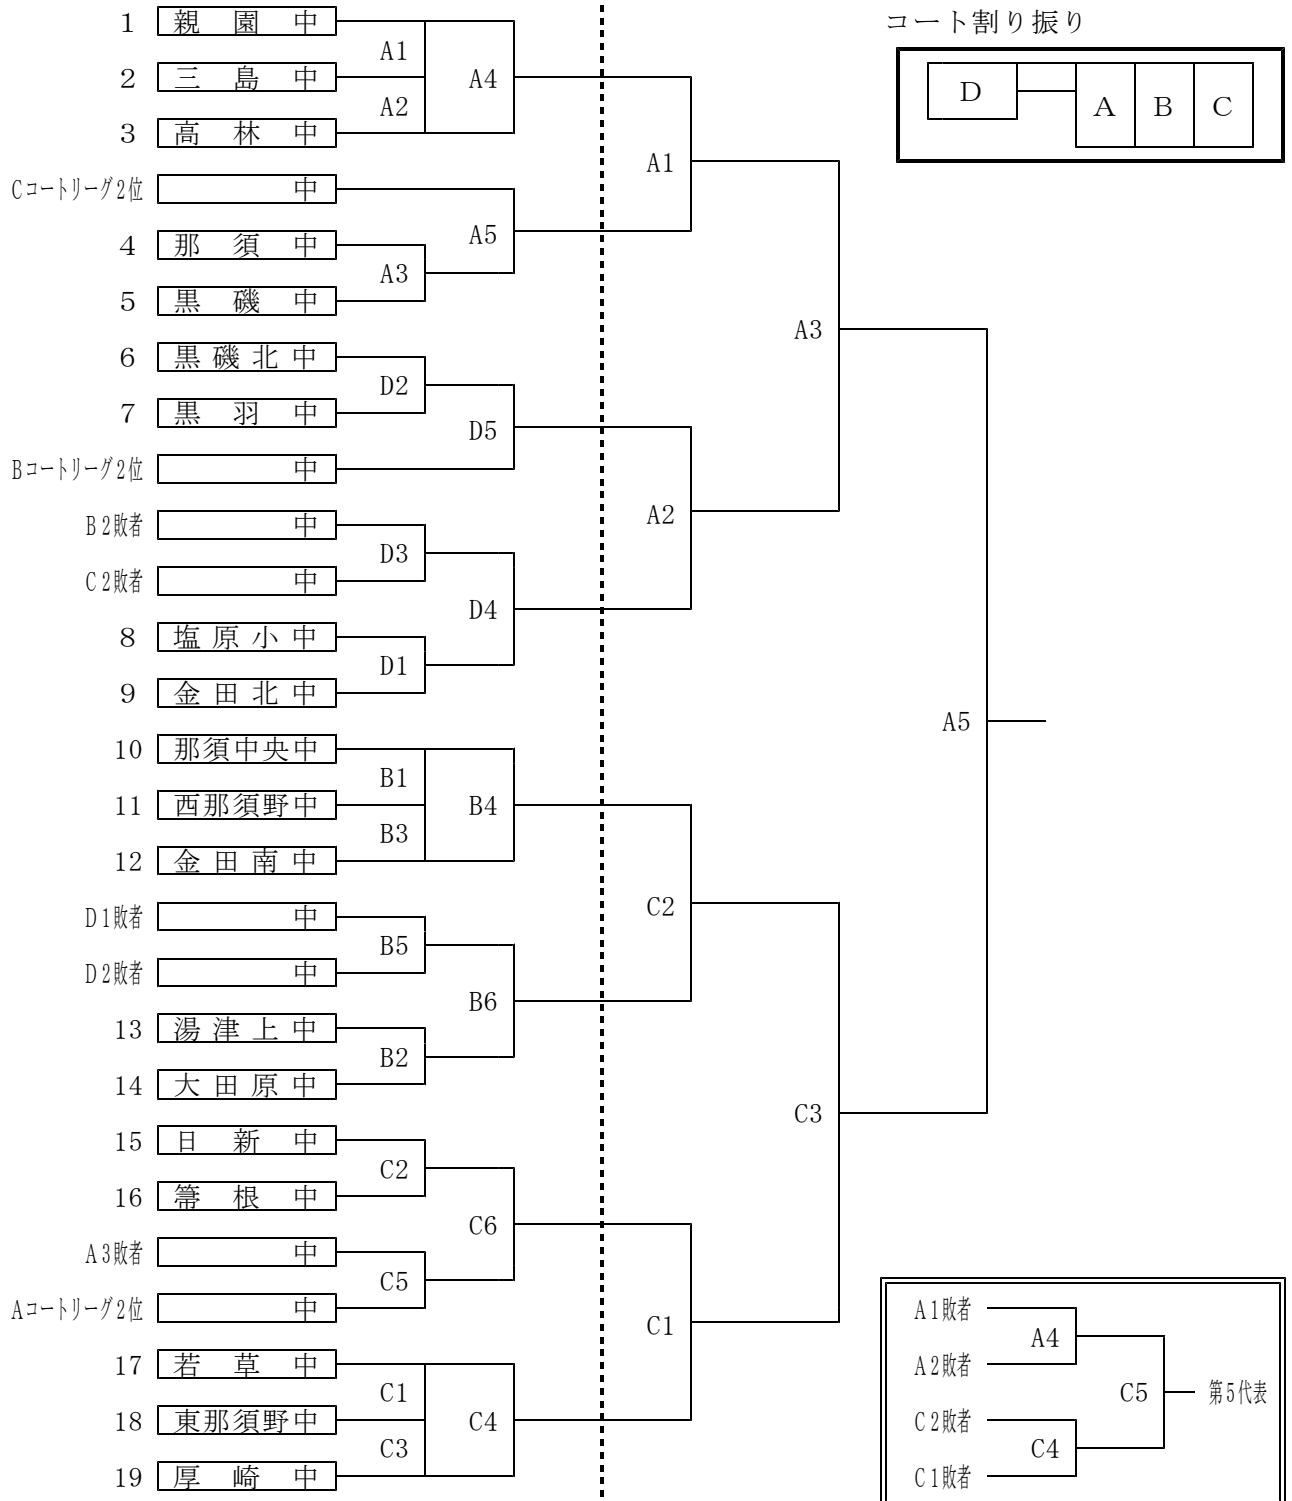 コート割り振り
D
A B C
1 親園中
A1
2 三島中
A4
A2
3 高林中
A1
Cコートリーグ2位 中
A5
4 那須中
A3
5 黒磯中
A3
6 黒磯北中
D2
7 黒羽中
D5
Bコートリーグ2位 中
A2
B2敗者 中
D3
C2敗者 中
D4
8 塩原小中
D1
9 金田北中
A5
10 那須中央中
B1
11 西那須野中
B4
B3
12 金田南中
C2
D1敗者 中
B5
D2敗者 中
B6
13 湯津上中
B2
14 大田原中
C3
15 日新中
C2
16 箒根中
C6
A3敗者 中
C5
Aコートリーグ2位 中
C1
17 若草中
C1
18 東那須野中
C4
C3
19 厚崎中
A1敗者
A4
A2敗者
C5 第5代表
C2敗者
C4
C1敗者